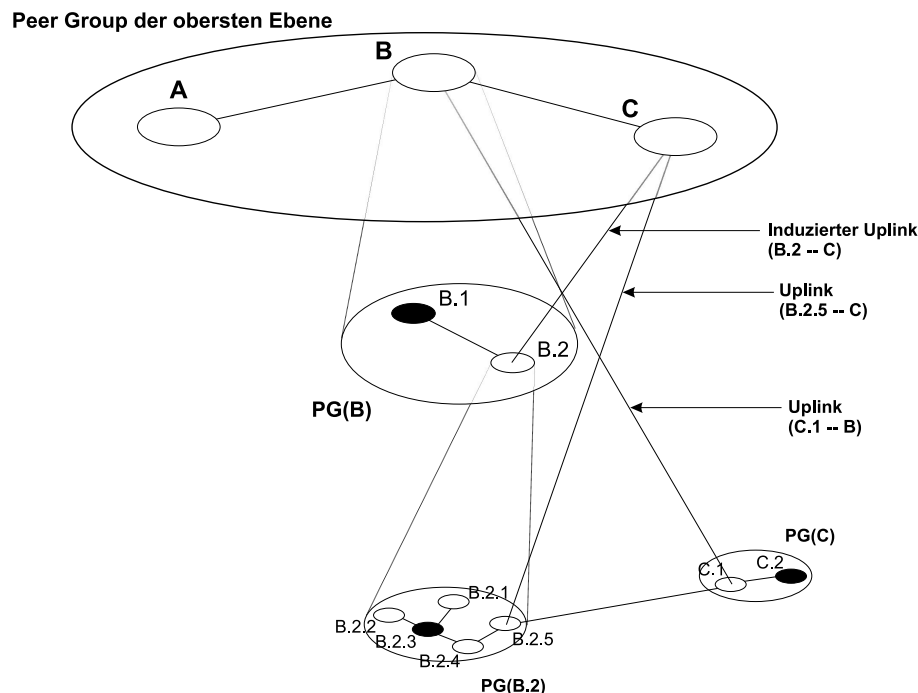 Peer Group der obersten Ebene
B
A
C
Induzierter Uplink
(B.2 -- C)
Uplink
(B.2.5 -- C)
B.1
B.2
PG(B)
Uplink
(C.1 -- B)
PG(C)
C.1
C.2
B.2.1
B.2.2
B.2.3
B.2.5
B.2.4
PG(B.2)